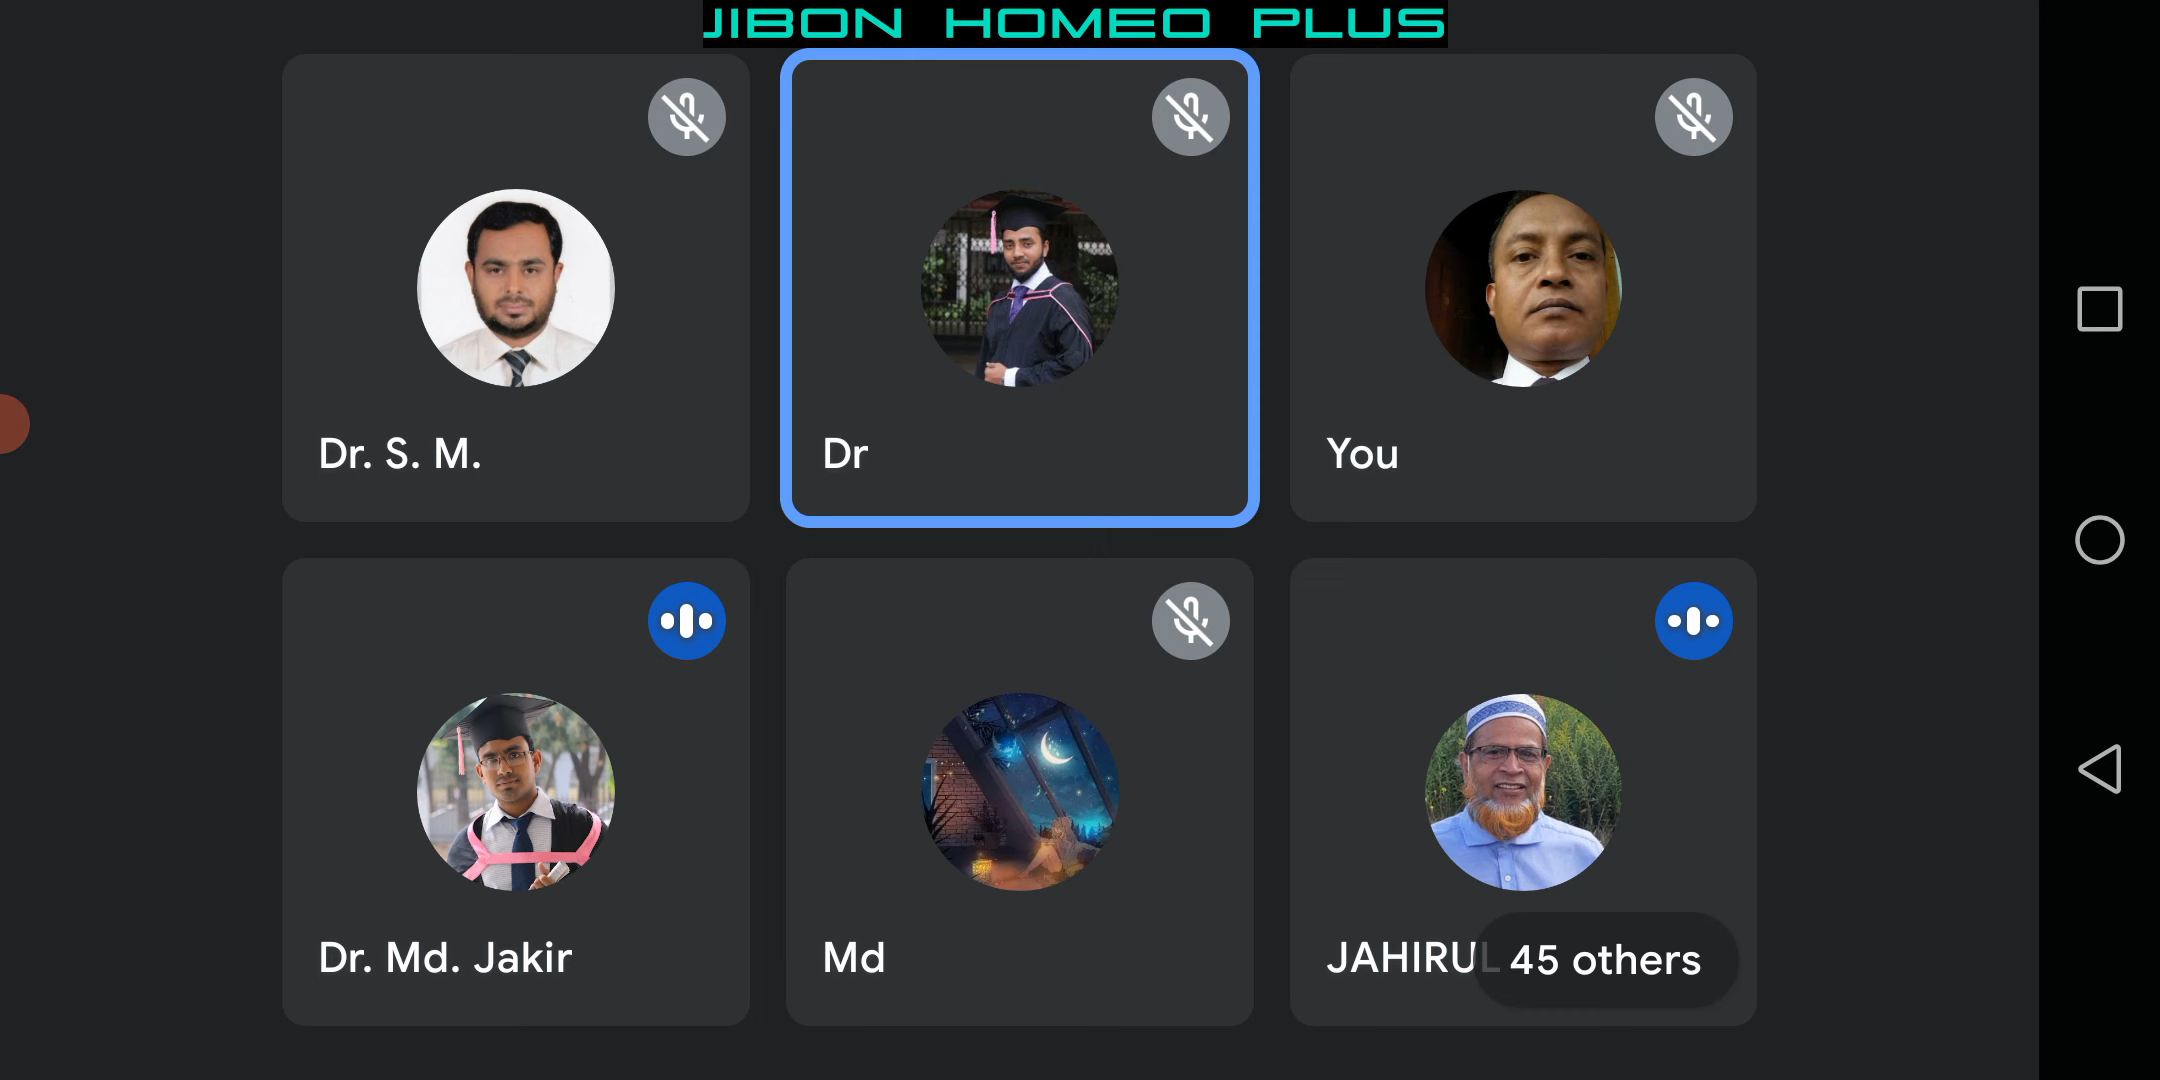 JIBON HOMEO PLUS
Dr. S. M.
Dr
You
Dr. Md. Jakir
Md
JAHIRUL
45 others